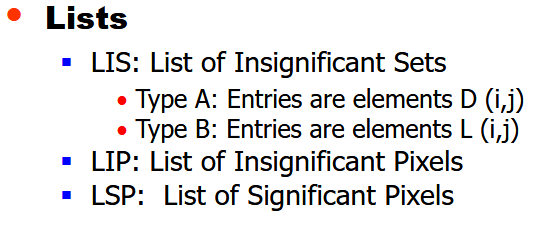 Lists
LIS: List of Insignificant Sets
Type A: Entries are elements D (i,j)
Type B: Entries are elements L (i,j)
LIP: List of Insignificant Pixels
LSP: List of Significant Pixels